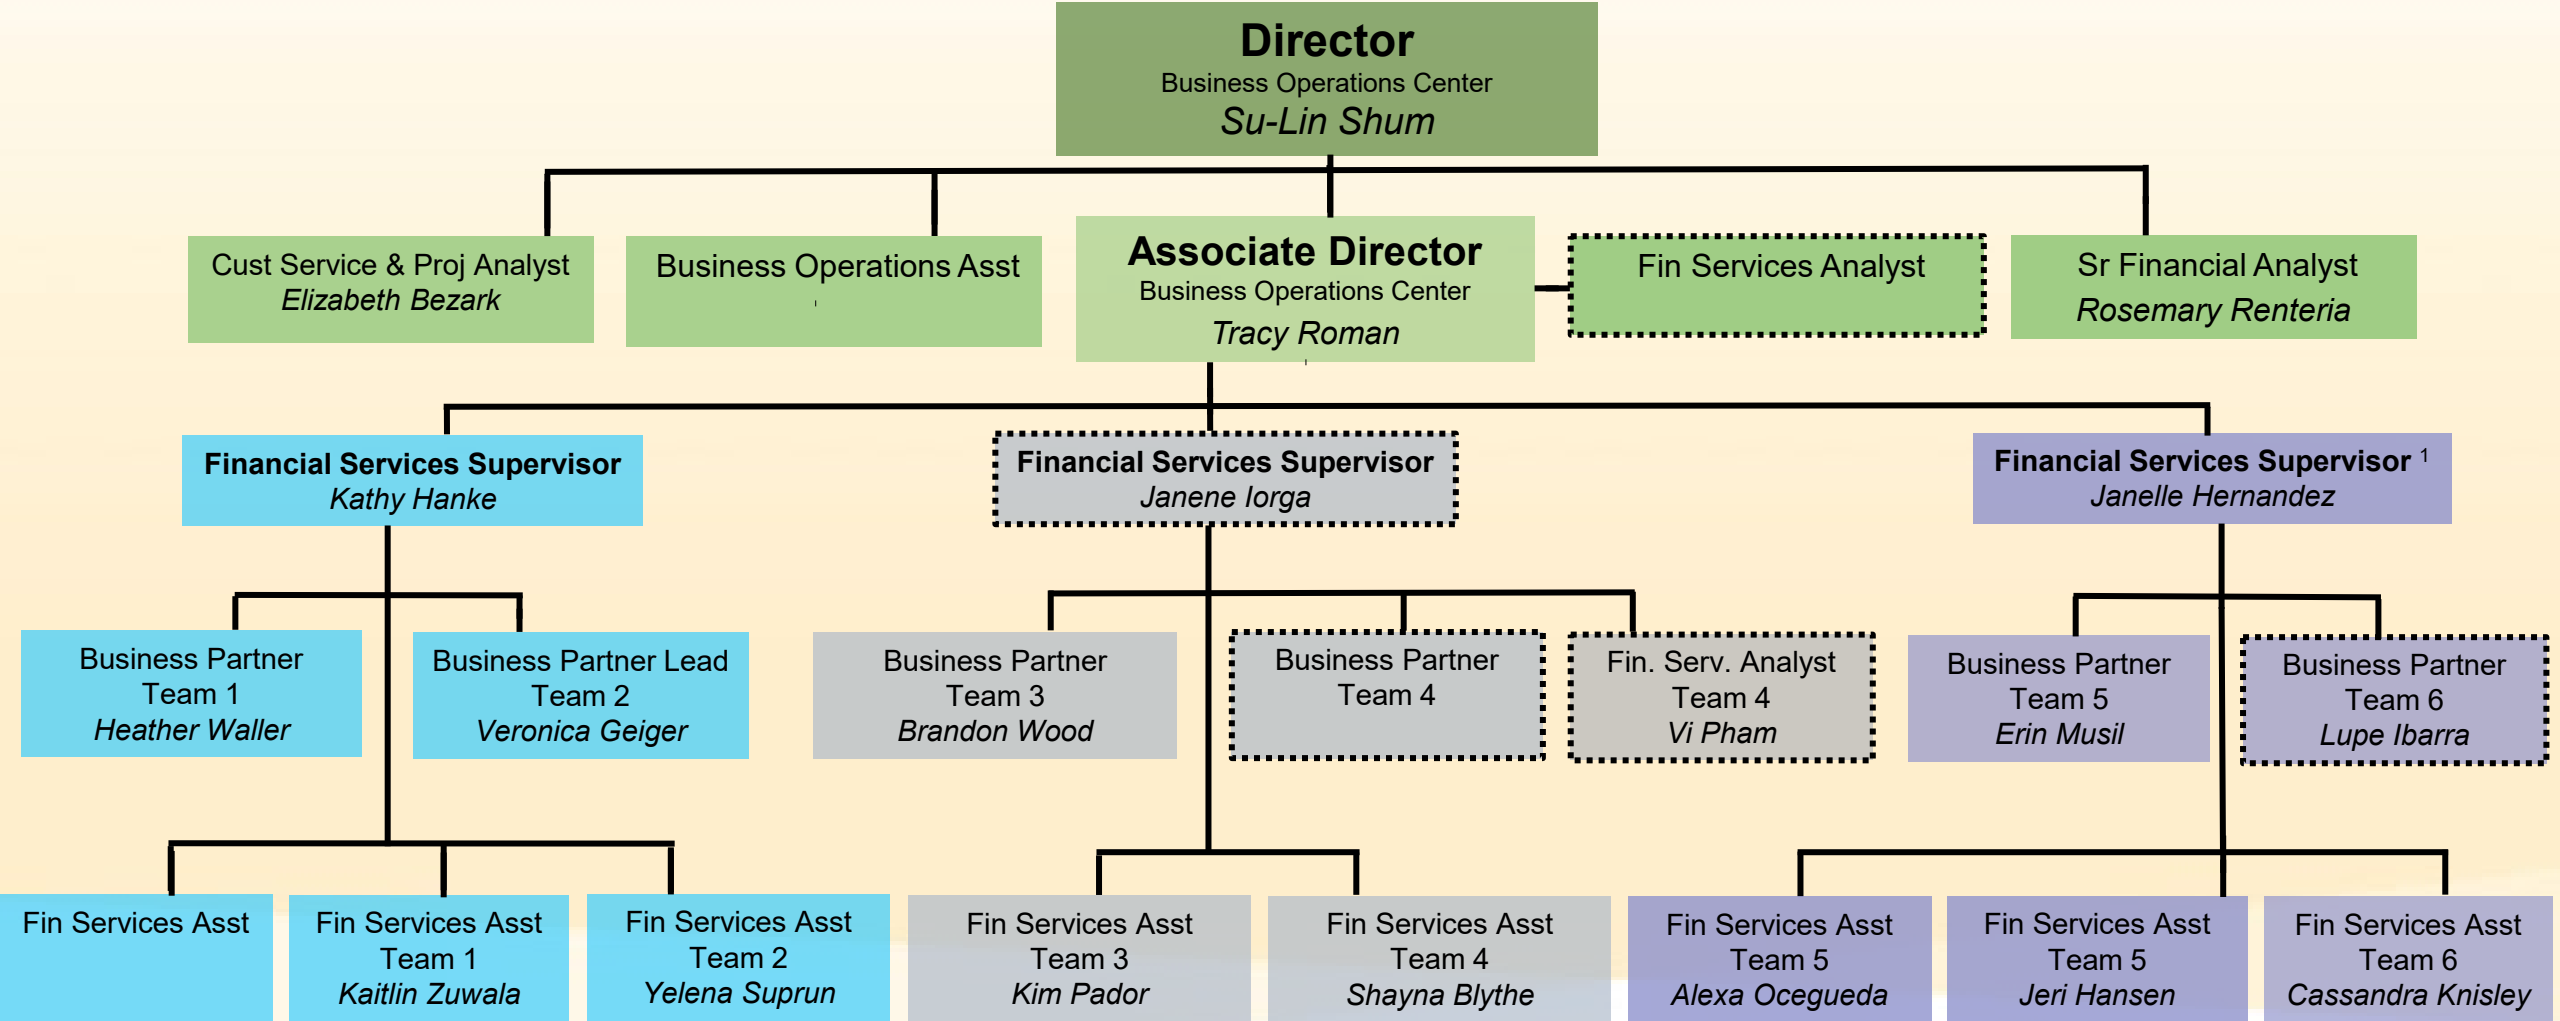 Director
Business Operations Center
Su-Lin Shum
Cust Service & Proj Analyst
Elizabeth Bezark
Business Operations Asst
Associate Director
Business Operations Center
Tracy Roman
Fin Services Analyst
Sr Financial Analyst
Rosemary Renteria
Financial Services Supervisor
Kathy Hanke
Financial Services Supervisor
Janene Iorga
Financial Services Supervisor 1
Janelle Hernandez
Business Partner
Team 1
Heather Waller
Business Partner Lead
Team 2
Veronica Geiger
Business Partner
Team 3
Brandon Wood
Business Partner
Team 4
Fin. Serv. Analyst
Team 4
Vi Pham
Business Partner
Team 5
Erin Musil
Business Partner
Team 6
Lupe Ibarra
Fin Services Asst
Fin Services Asst
Team 1
Kaitlin Zuwala
Fin Services Asst
Team 2
Yelena Suprun
Fin Services Asst
Team 3
Kim Pador
Fin Services Asst
Team 4
Shayna Blythe
Fin Services Asst
Team 5
Alexa Ocegueda
Fin Services Asst
Team 5
Jeri Hansen
Fin Services Asst
Team 6
Cassandra Knisley